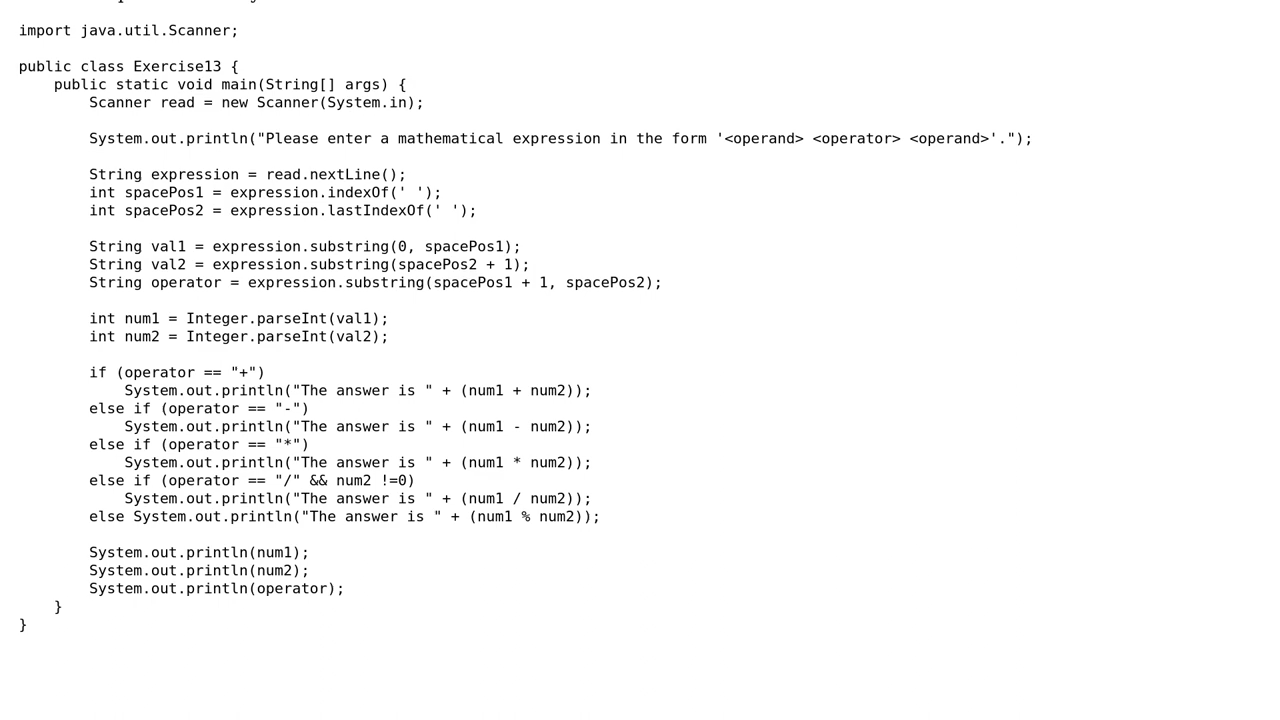 import java.util.Scanner;
public class Exercise13 {
public static void main(String[] args) {
Scanner read = new Scanner(System.in);
System.out.println("Please enter a mathematical expression in the form '<operand> <operator> <operand>'.");
String expression = read.nextLine();
int spacePos1 = expression.indexOf(' ');
int spacePos2 = expression.lastIndexOf(' ');
String val1 = expression.substring(0, spacePos1);
String val2 = expression.substring(spacePos2 + 1);
String operator = expression.substring(spacePos1 + 1, spacePos2);
int num1 = Integer.parseInt(val1);
int num2 = Integer.parseInt(val2);
if (operator == "+")
System.out.println("The answer is " + (num1 + num2));
else if (operator == "-")
System.out.println("The answer is " + (num1 - num2));
else if (operator == "*")
System.out.println("The answer is " + (num1 * num2));
else if (operator == "/" && num2 !=0)
System.out.println("The answer is " + (num1 / num2));
else System.out.println("The answer is " + (num1 % num2));
System.out.println(num1);
System.out.println(num2);
System.out.println(operator);
}
}